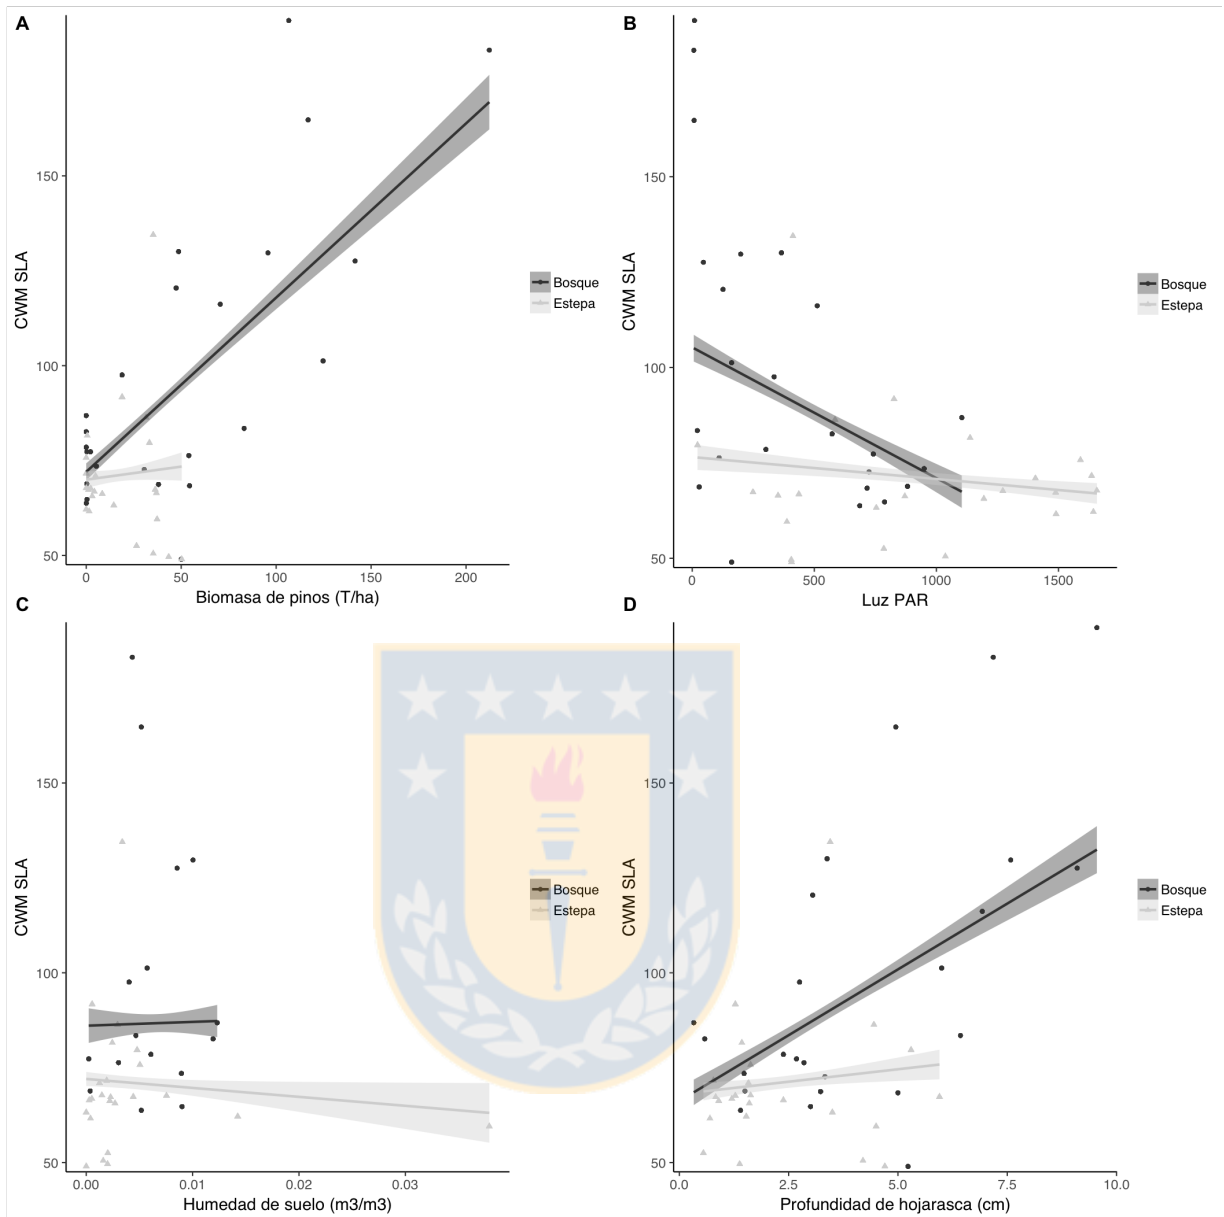 A
CWM SLA
150
100
50
0
50
100
150
200
Biomasa de pinos (T/ha)
Bosque
Estepa
B
CWM SLA
150
100
50
0
500
1000
1500
Luz PAR
Bosque
Estepa
C
CWM SLA
150
100
50
0.00
0.01
0.02
0.03
Humedad de suelo (m3/m3)
Bosque
Estepa
D
CWM SLA
150
100
50
0.0
2.5
5.0
7.5
10.0
Profundidad de hojarasca (cm)
Bosque
Estepa